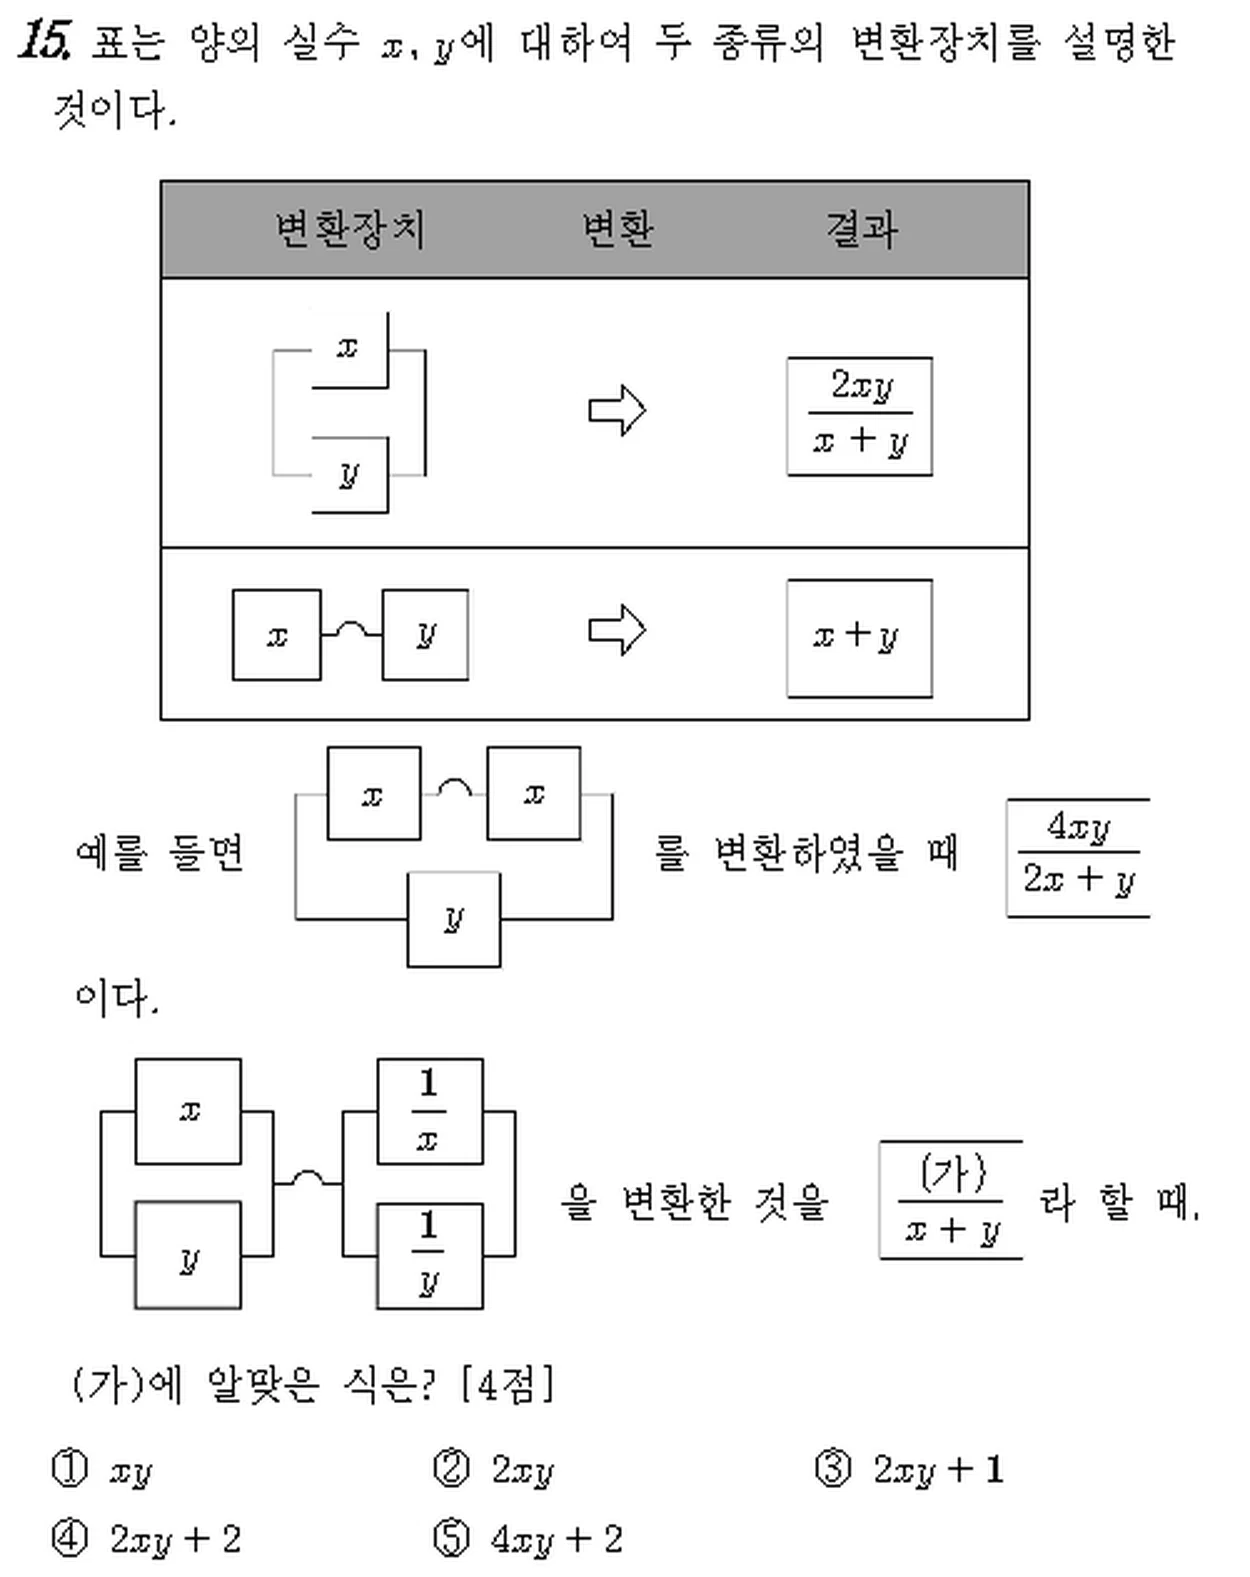 15. 표는 양의 실수 x, y에 대하여 두 종류의 변환장치를 설명한
것이다.
변환장치 변환 결과
x
y
2xy
x + y
x y x + y
예를 들면 x x y 를 변환하였을 때 4xy / 2x + y
이다.
x y 1/x 1/y 을 변환한 것을 (가) / x + y 라 할 때,
(가)에 알맞은 식은? [4점]
① xy ② 2xy ③ 2xy + 1
④ 2xy + 2 ⑤ 4xy + 2